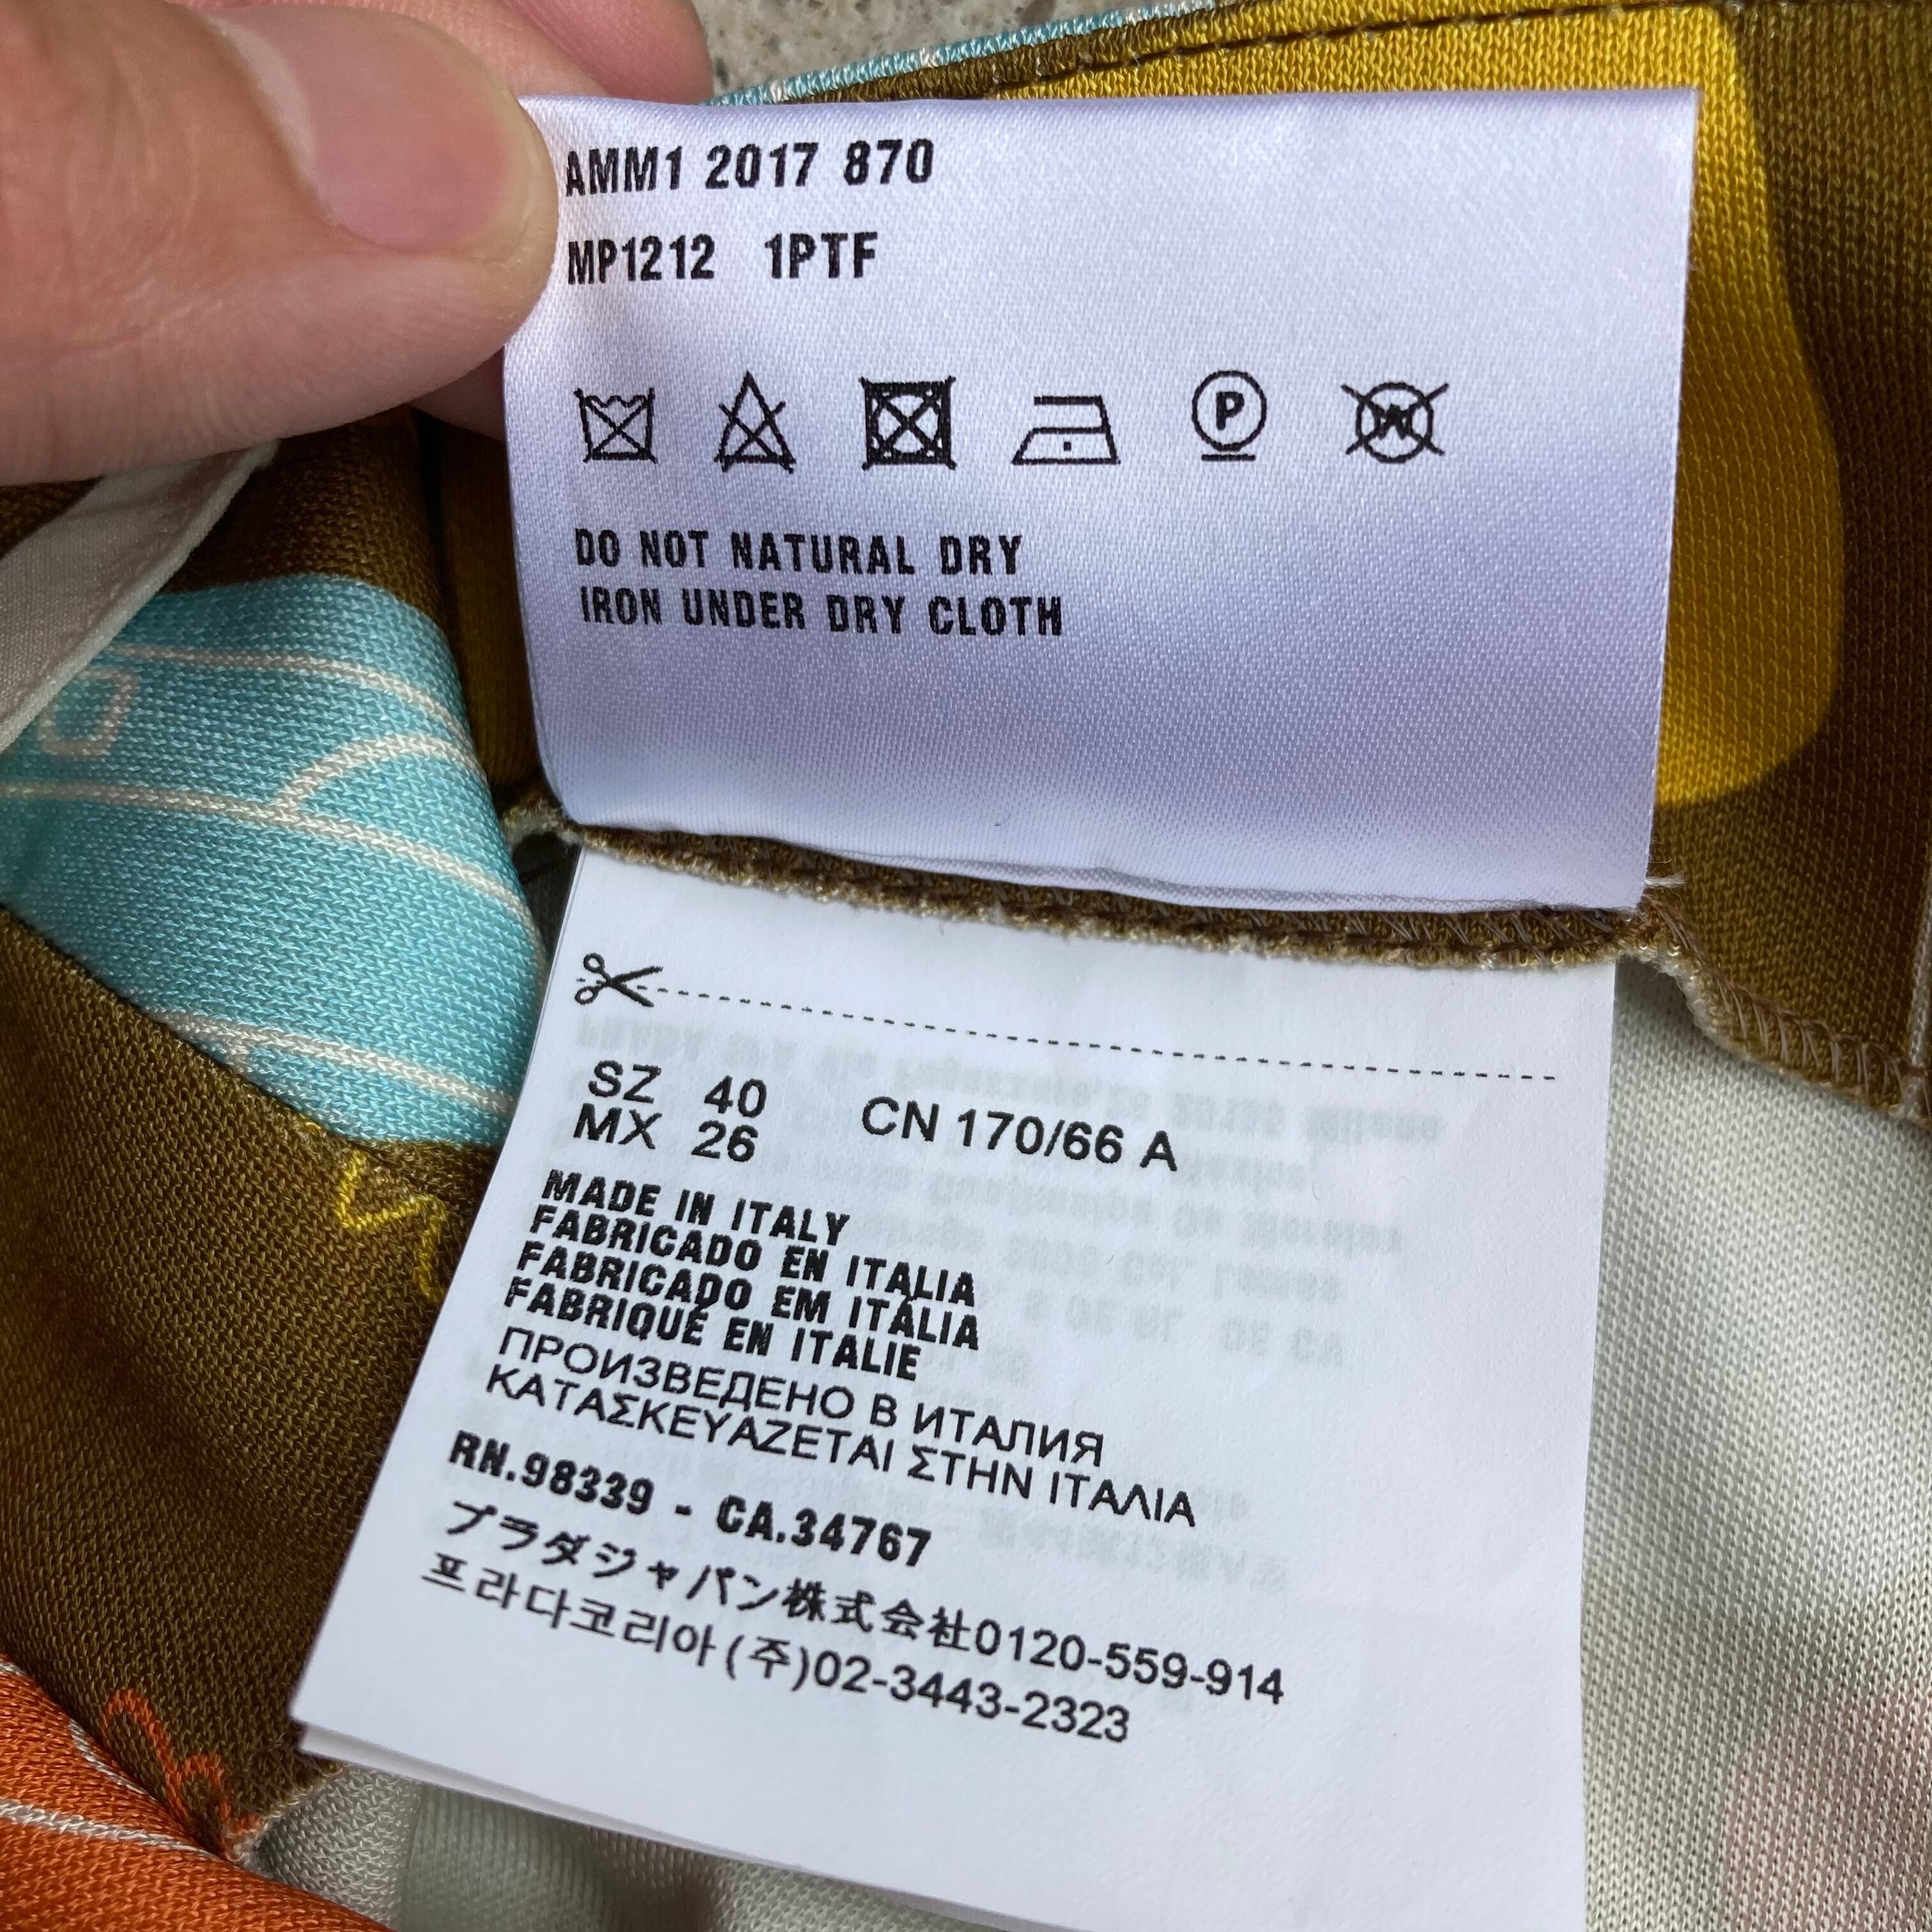 AMM1 2017 870
MP1212 1PTF
P
W
DO NOT NATURAL DRY
IRON UNDER DRY CLOTH
SZ 40 CN 170/66 A
MX 26
MADE IN ITALY
FABRICADO EN ITALIA
FABRICADO EM ITÁLIA
FABRIQUÉ EN ITALIE
ПРОИЗВЕДЕНО В ИТАЛИЯ
ΚΑΤΑΣΚΕΥΑΖΕΤΑΙ ΣΤΗΝ ΙΤΑΛΙΑ
RN.98339 - CA.34767
プラダジャパン株式会社0120-559-914
프라다코리아(주)02-3443-2323